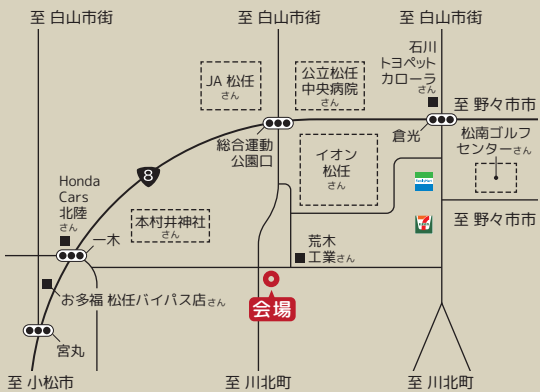 至 白山市街
至 白山市街
至 白山市街
石川
トヨペット
カローラ
さん
JA 松任
さん
公立松任
中央病院
さん
至 野々市市
総合運動
公園口
倉光
松南ゴルフ
センターさん
イオン
松任
さん
8
Honda
Cars
北陸
さん
FamilyMart
本村井神社
さん
7
ELEVEN
至 野々市市
一木
荒木
工業さん
お多福 松任バイパス店さん
会場
宮丸
至 小松市
至 川北町
至 川北町